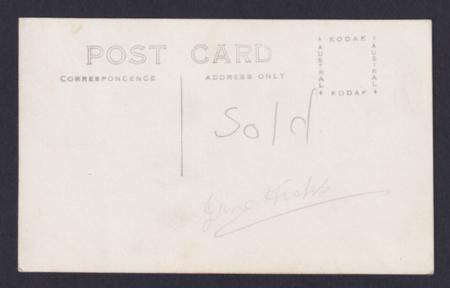 POST CARD
CORRESPONDENCE
ADDRESS ONLY
KODAK
AUSTRAL
AUSTRAL
KODAK
Sold